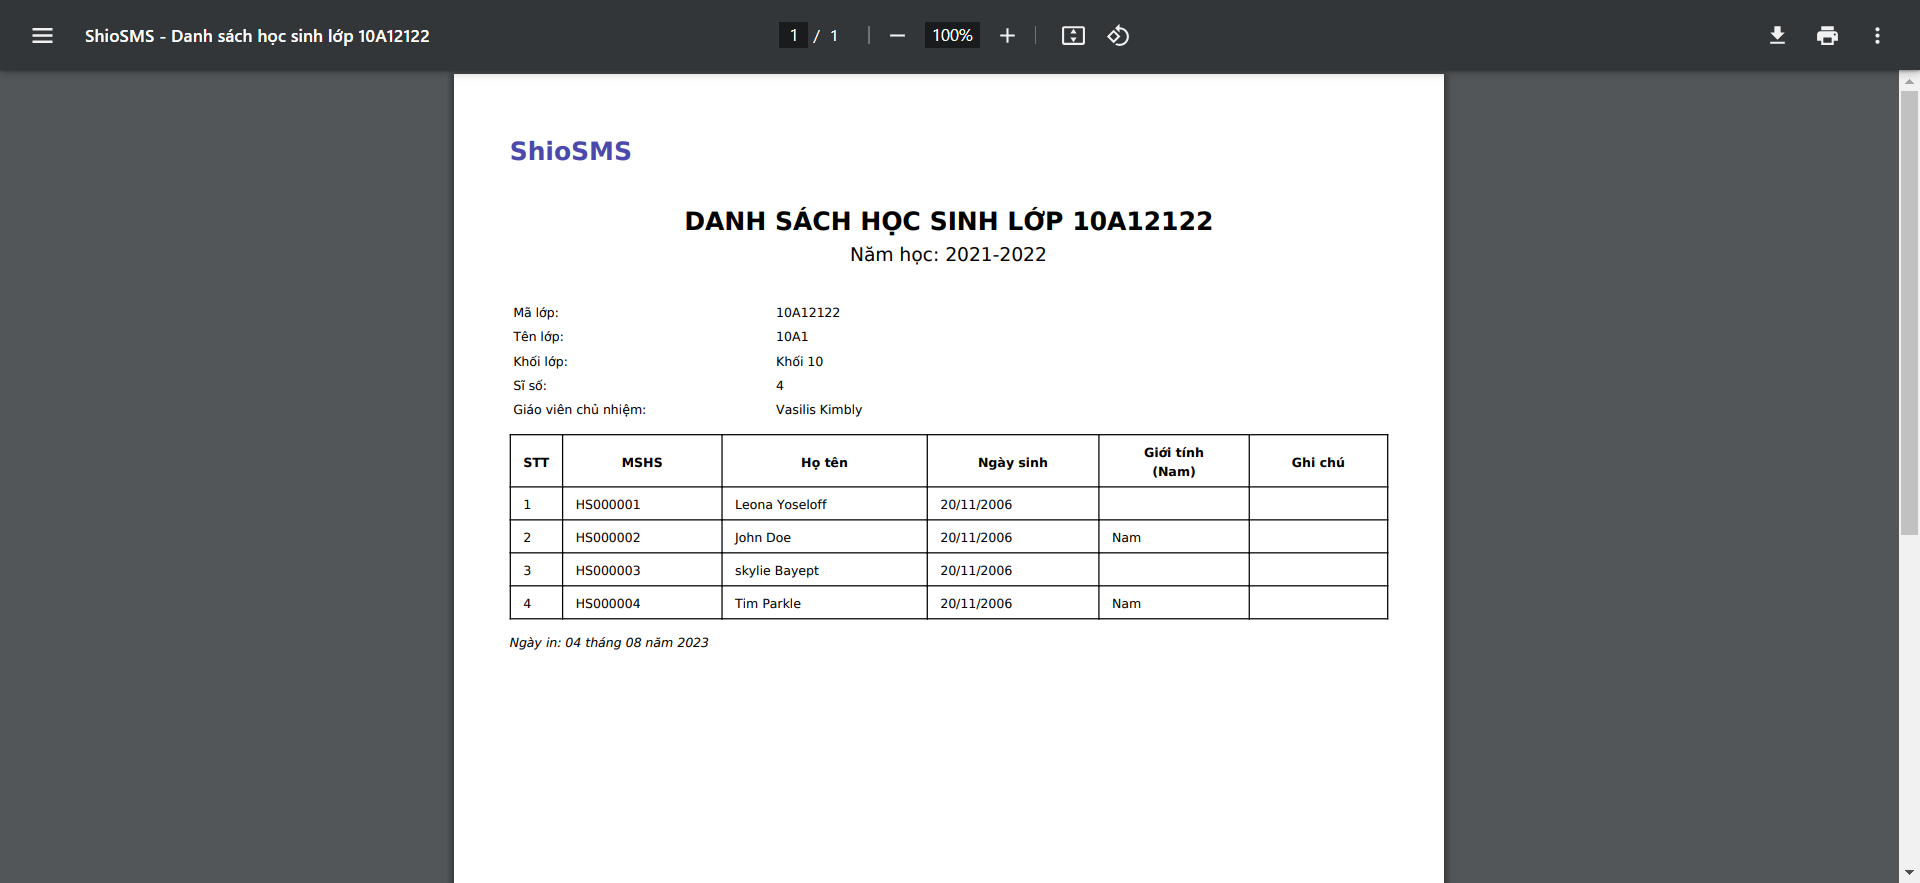 ShioSMS - Danh sách học sinh lớp 10A12122
1 / 1
100%
ShioSMS
DANH SÁCH HỌC SINH LỚP 10A12122
Năm học: 2021-2022
Mã lớp: 10A12122
Tên lớp: 10A1
Khối lớp: Khối 10
Sĩ số: 4
Giáo viên chủ nhiệm: Vasilis Kimbly
STT MSHS Họ tên Ngày sinh Giới tính (Nam) Ghi chú
1 HS000001 Leona Yoseloff 20/11/2006
2 HS000002 John Doe 20/11/2006 Nam
3 HS000003 skylie Bayept 20/11/2006
4 HS000004 Tim Parkle 20/11/2006 Nam
Ngày in: 04 tháng 08 năm 2023